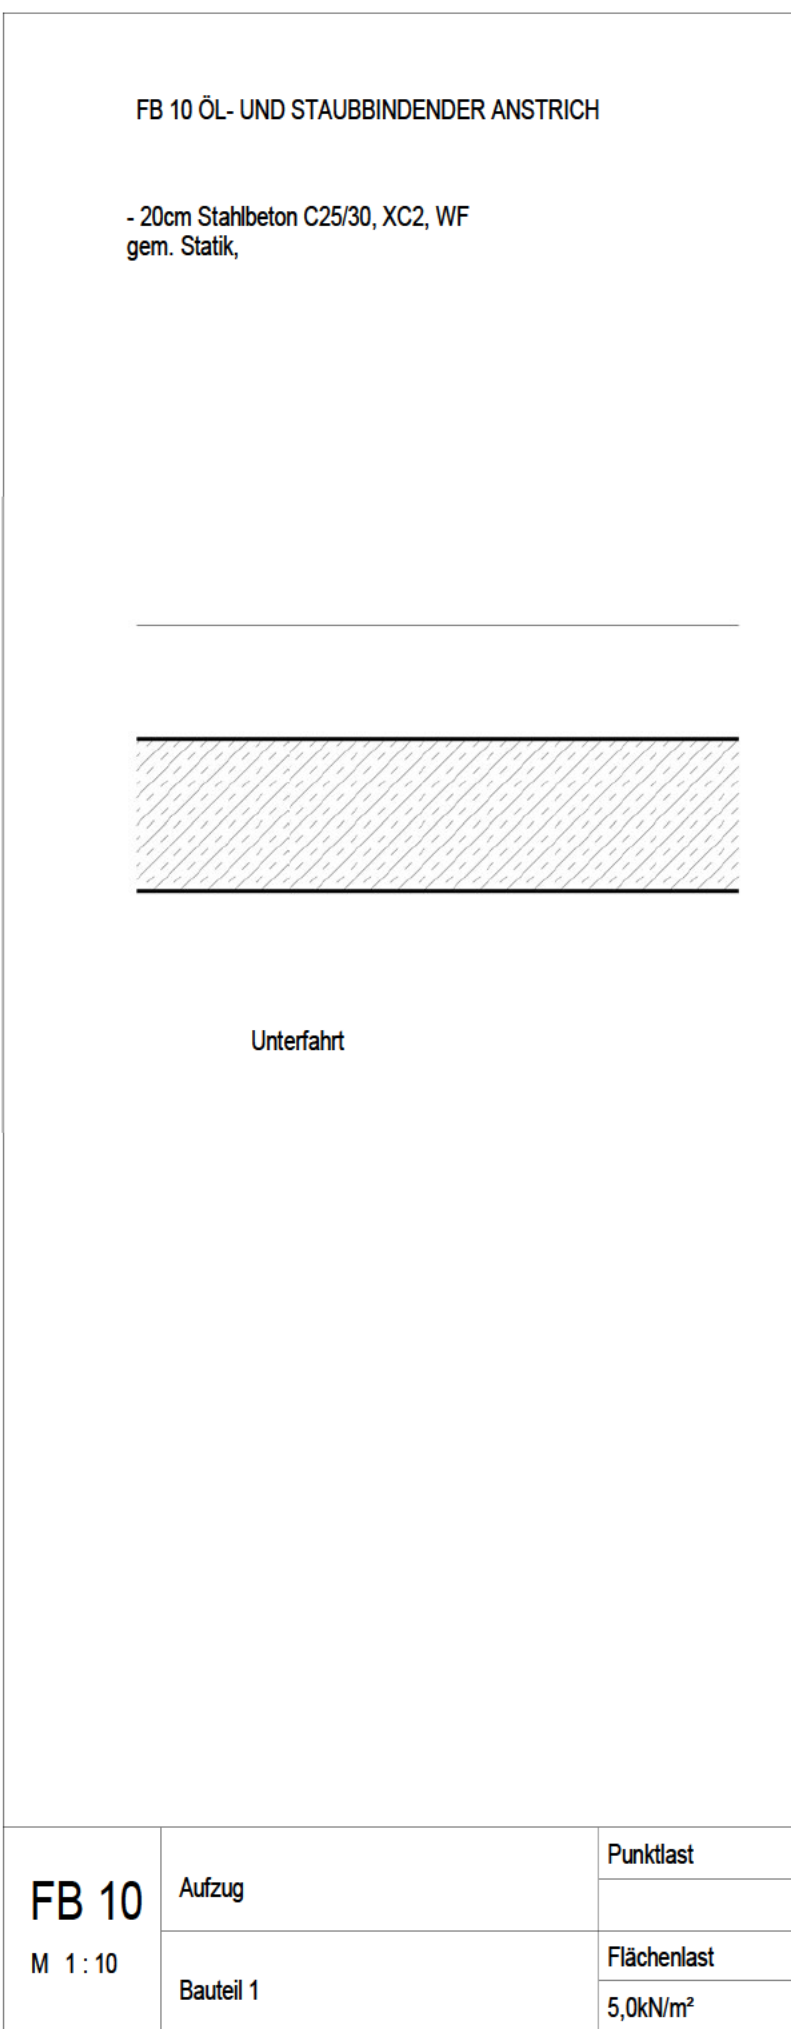 FB 10 ÖL- UND STAUBBINDENDER ANSTRICH
- 20cm Stahlbeton C25/30, XC2, WF
gem. Statik,
Unterfahrt
FB 10
M 1 : 10
Aufzug
Bauteil 1
Punktlast
Flächenlast
5,0kN/m²